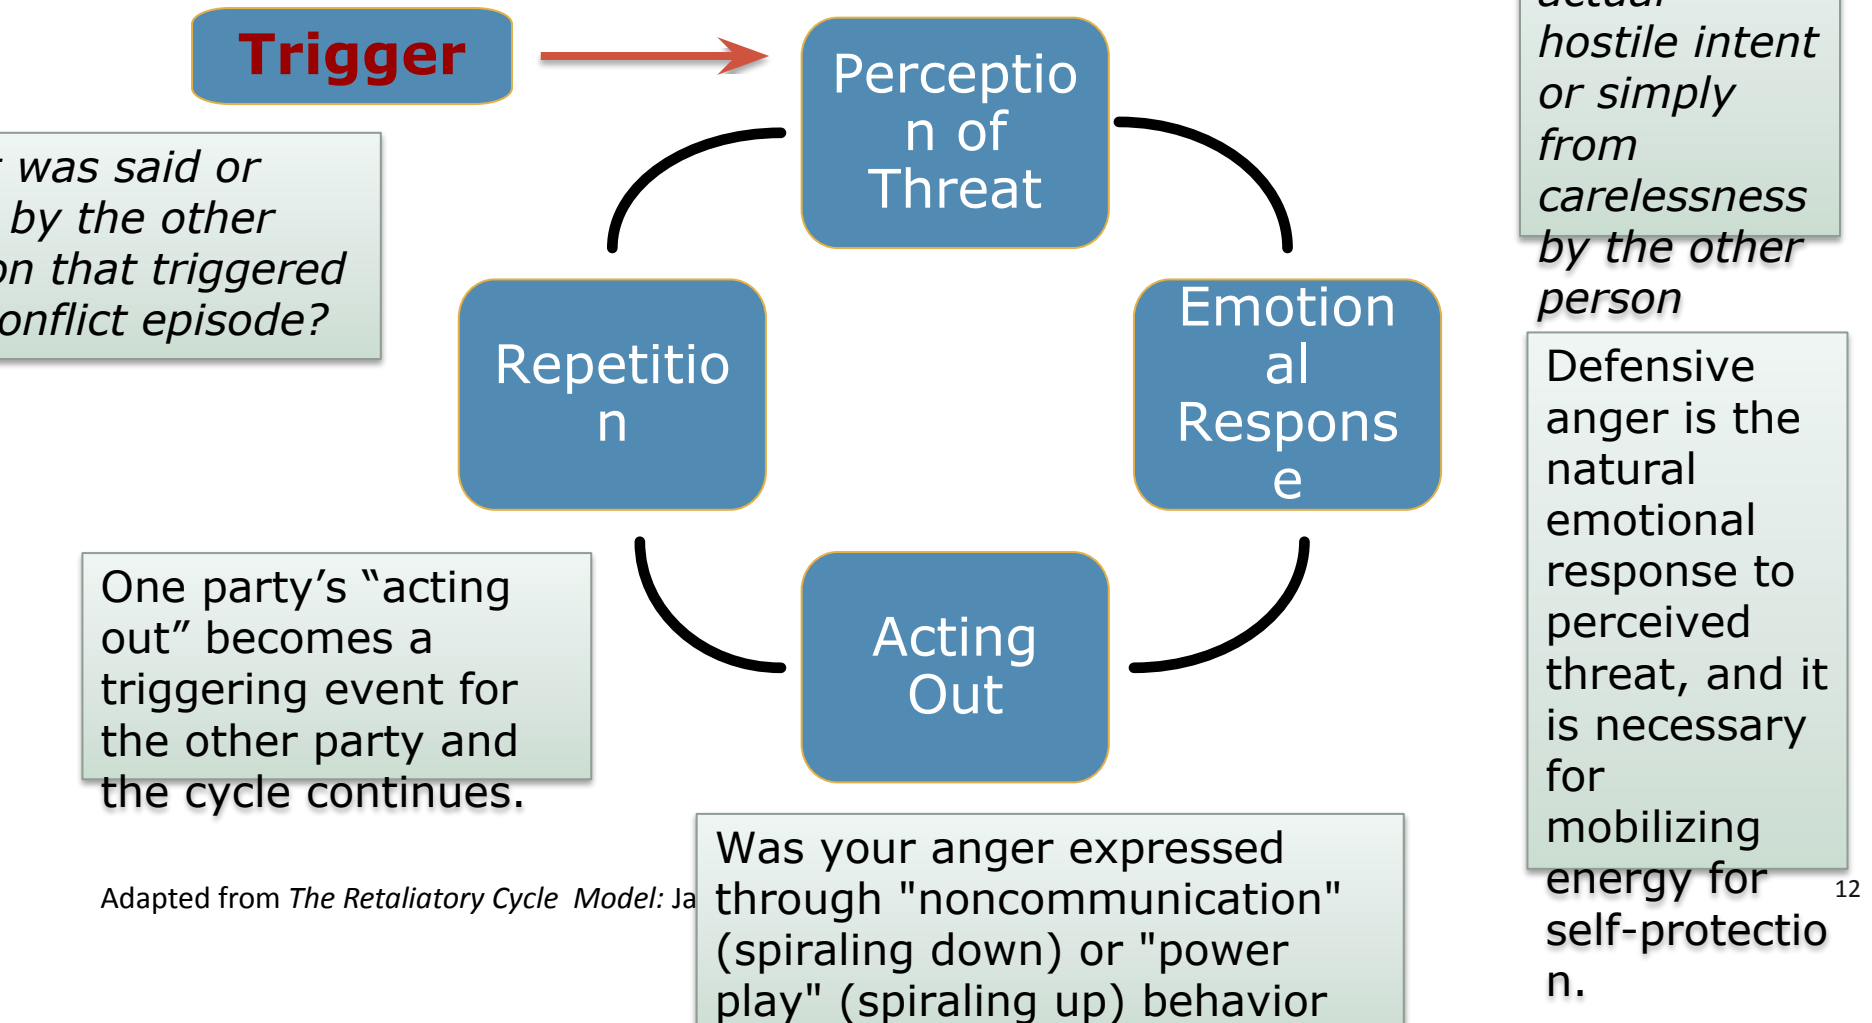 Trigger
Perceptio
n of
Threat
actual
hostile intent
or simply
from
carelessness
by the other
person
was said or
by the other
on that triggered
onflict episode?
Repetitio
n
Emotion
al
Respons
e
Defensive
anger is the
natural
emotional
response to
perceived
threat, and it
is necessary
for
mobilizing
energy for
self-protectio
n.
One party’s “acting
out” becomes a
triggering event for
the other party and
the cycle continues.
Acting
Out
Was your anger expressed
through "noncommunication"
(spiraling down) or "power
play" (spiraling up) behavior
Adapted from The Retaliatory Cycle  Model: Ja
12